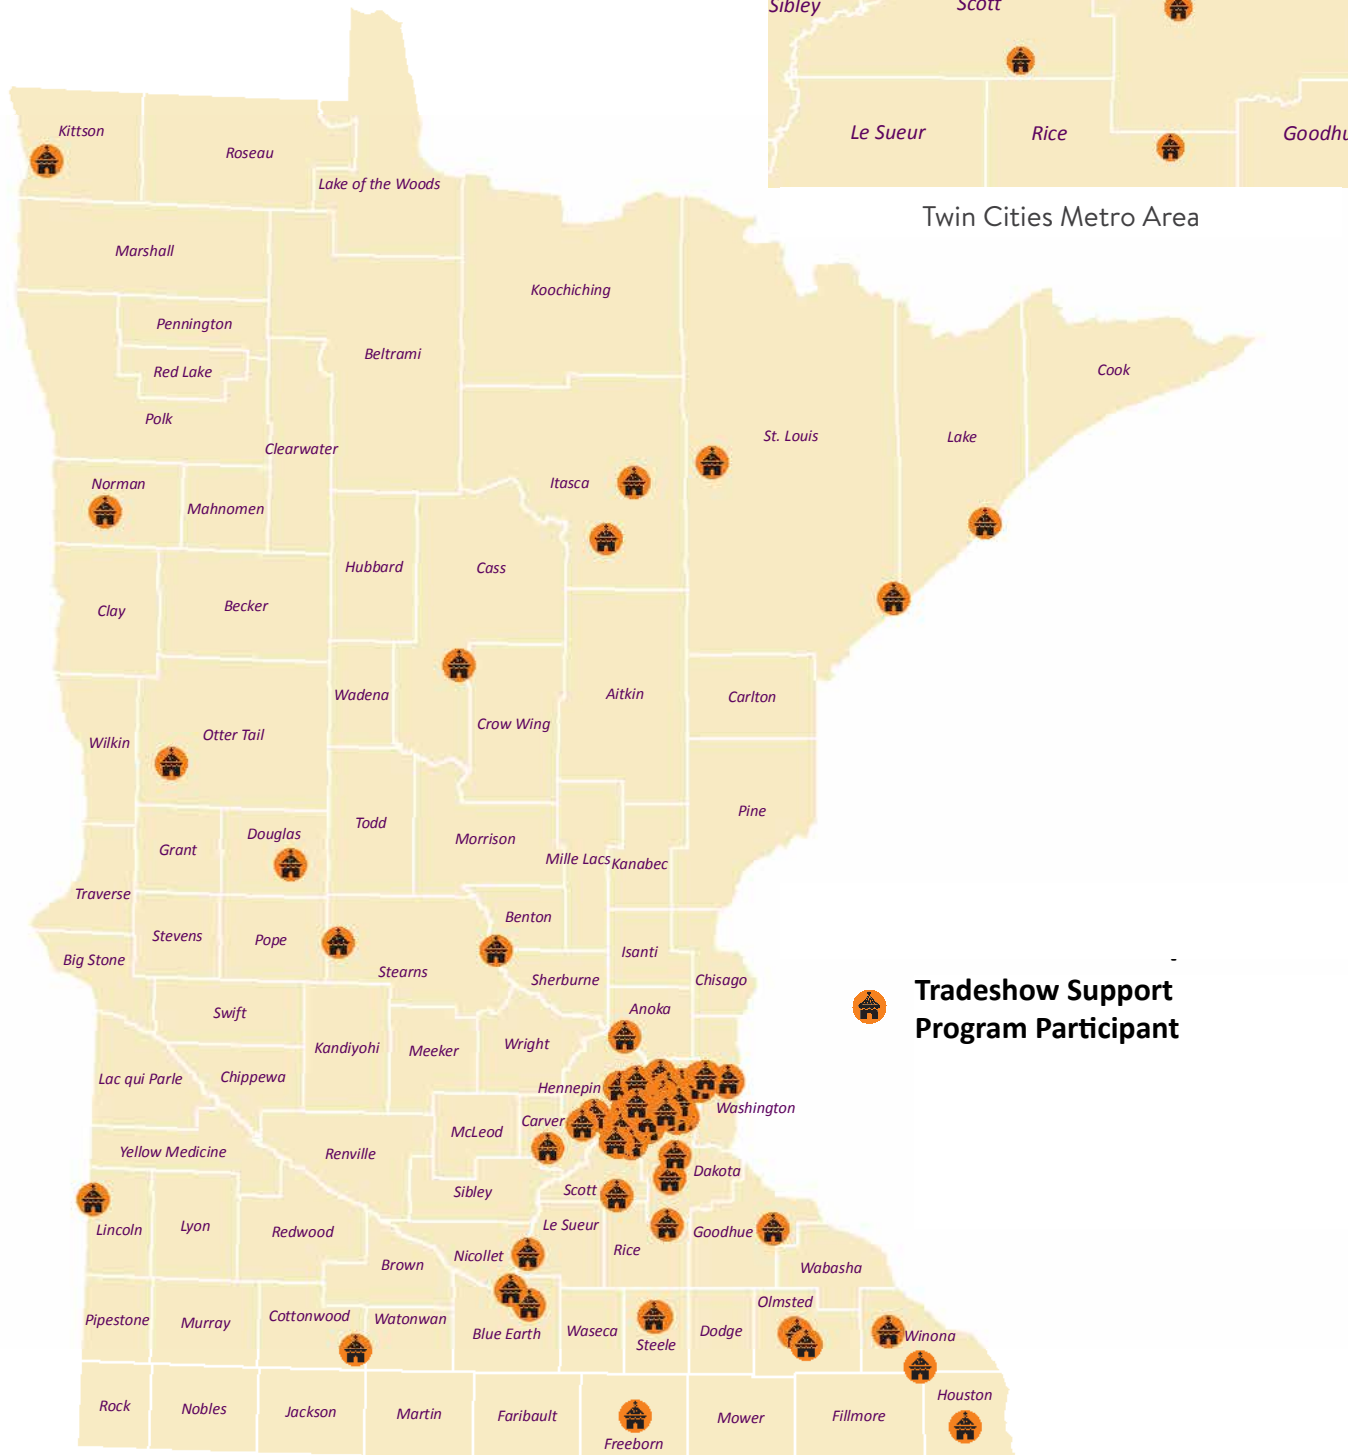 Sibley
Scott
Le Sueur
Rice
Goodhu
Twin Cities Metro Area
Kittson
Roseau
Lake of the Woods
Marshall
Koochiching
Pennington
Beltrami
Red Lake
Cook
Polk
St. Louis
Lake
Clearwater
Norman
Itasca
Mahnomen
Hubbard
Cass
Clay
Becker
Wadena
Aitkin
Carlton
Crow Wing
Otter Tail
Wilkin
Pine
Todd
Douglas
Morrison
Grant
Mille Lacs
Kanabec
Traverse
Benton
Stevens
Pope
Isanti
Big Stone
Stearns
Sherburne
Chisago
Tradeshow Support
Program Participant
Anoka
Swift
Wright
Kandiyohi
Meeker
Lac qui Parle
Chippewa
Hennepin
Washington
Carver
McLeod
Yellow Medicine
Renville
Dakota
Sibley
Scott
Lincoln
Lyon
Redwood
Le Sueur
Goodhue
Rice
Nicollet
Brown
Wabasha
Olmsted
Pipestone
Murray
Cottonwood
Watonwan
Blue Earth
Waseca
Steele
Dodge
Winona
Houston
Rock
Nobles
Jackson
Martin
Faribault
Freeborn
Mower
Fillmore